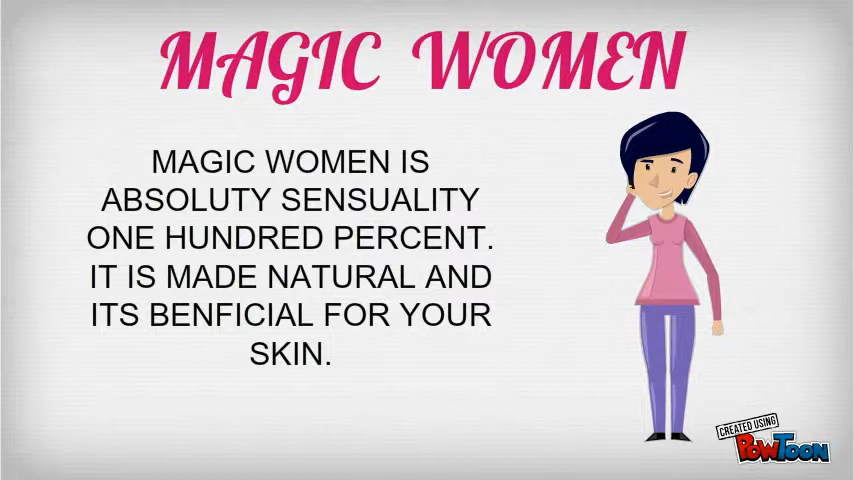 MAGIC WOMEN
MAGIC WOMEN IS
ABSOLUTY SENSUALITY
ONE HUNDRED PERCENT.
IT IS MADE NATURAL AND
ITS BENFICIAL FOR YOUR
SKIN.
CREATED USING
POWTOON